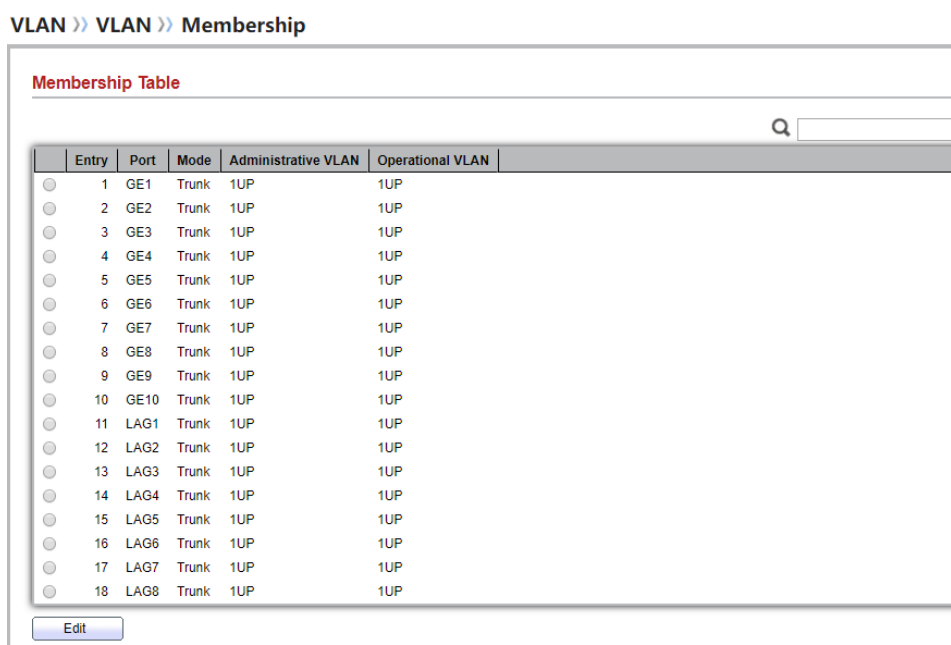 VLAN » VLAN » Membership
Membership Table
Entry Port Mode Administrative VLAN Operational VLAN
1 GE1 Trunk 1UP 1UP
2 GE2 Trunk 1UP 1UP
3 GE3 Trunk 1UP 1UP
4 GE4 Trunk 1UP 1UP
5 GE5 Trunk 1UP 1UP
6 GE6 Trunk 1UP 1UP
7 GE7 Trunk 1UP 1UP
8 GE8 Trunk 1UP 1UP
9 GE9 Trunk 1UP 1UP
10 GE10 Trunk 1UP 1UP
11 LAG1 Trunk 1UP 1UP
12 LAG2 Trunk 1UP 1UP
13 LAG3 Trunk 1UP 1UP
14 LAG4 Trunk 1UP 1UP
15 LAG5 Trunk 1UP 1UP
16 LAG6 Trunk 1UP 1UP
17 LAG7 Trunk 1UP 1UP
18 LAG8 Trunk 1UP 1UP
Edit